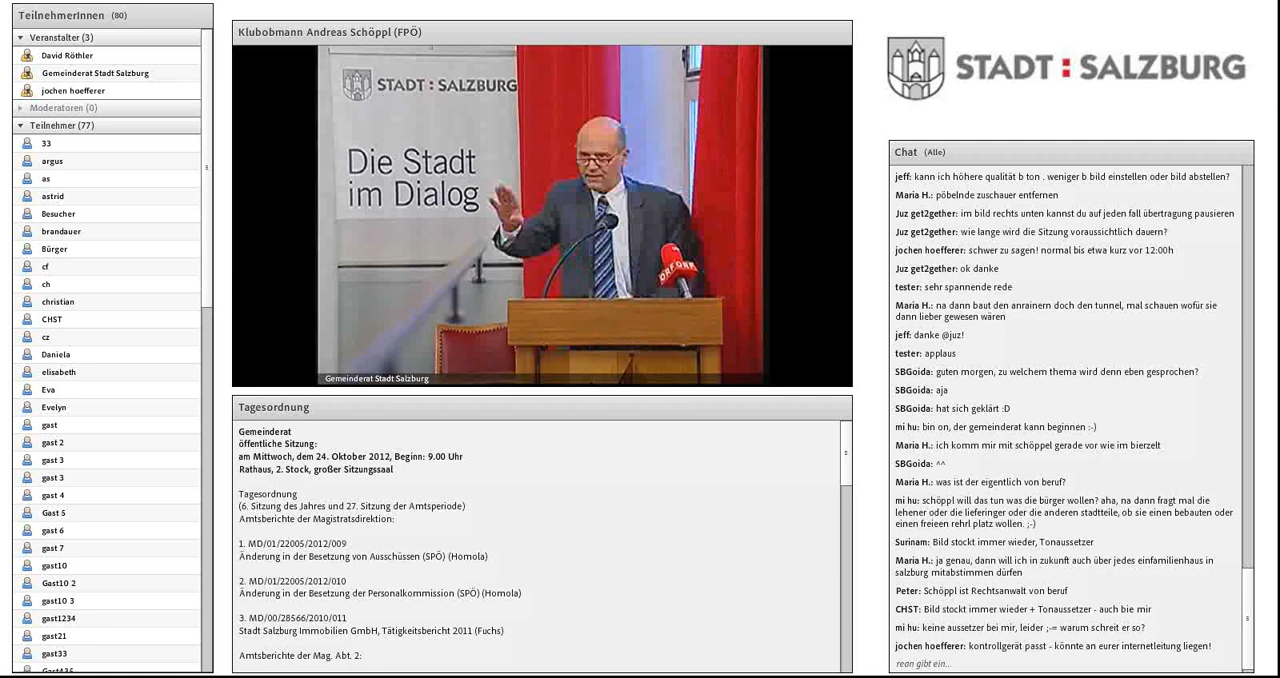 TeilnehmerInnen (80)
Veranstalter (3)
David Röthler
Gemeinderat Stadt Salzburg
jochen hoefferer
Moderatoren (0)
Teilnehmer (77)
33
argus
as
astrid
Besucher
brandauer
Bürger
cf
ch
christian
CHST
cz
Daniela
elisabeth
Eva
Evelyn
gast
gast 2
gast 3
gast 3
gast 4
Gast 5
gast 6
gast 7
gast10
Gast10 2
gast10 3
gast1234
gast21
gast33
Gast435
Klubobmann Andreas Schöppl (FPÖ)
STADT : SALZBURG
Die Stadt
im Dialog
ORF
Gemeinderat Stadt Salzburg
Tagesordnung
Gemeinderat
öffentliche Sitzung:
am Mittwoch, dem 24. Oktober 2012, Beginn: 9.00 Uhr
Rathaus, 2. Stock, großer Sitzungssaal
Tagesordnung
(6. Sitzung des Jahres und 27. Sitzung der Amtsperiode)
Amtsberichte der Magistratsdirektion:
1. MD/01/22005/2012/009
Änderung in der Besetzung von Ausschüssen (SPÖ) (Homola)
2. MD/01/22005/2012/010
Änderung in der Besetzung der Personalkommission (SPÖ) (Homola)
3. MD/00/28566/2010/011
Stadt Salzburg Immobilien GmbH, Tätigkeitsbericht 2011 (Fuchs)
Amtsberichte der Mag. Abt. 2:
STADT : SALZBURG
Chat (Alle)
jeff: kann ich höhere qualität b ton . weniger b bild einstellen oder bild abstellen?
Maria H.: pöbelnde zuschauer entfernen
Juz get2gether: im bild rechts unten kannst du auf jeden fall übertragung pausieren
Juz get2gether: wie lange wird die Sitzung voraussichtlich dauern?
jochen hoefferer: schwer zu sagen! normal bis etwa kurz vor 12:00h
Juz get2gether: ok danke
tester: sehr spannende rede
Maria H.: na dann baut den anrainern doch den tunnel, mal schauen wofür sie
dann lieber gewesen wären
jeff: danke @juz!
tester: applaus
SBGoida: guten morgen, zu welchem thema wird denn eben gesprochen?
SBGoida: aja
SBGoida: hat sich geklärt :D
mi hu: bin on, der gemeinderat kann beginnen :-)
Maria H.: ich komm mir mit schöppel gerade vor wie im bierzelt
SBGoida: ^^
Maria H.: was ist der eigentlich von beruf?
mi hu: schöppl will das tun was die bürger wollen? aha, na dann fragt mal die
lehener oder die lieferinger oder die anderen stadtteile, ob sie einen bebauten oder
einen freieen rehrl platz wollen. ;-)
Surinam: Bild stockt immer wieder, Tonaussetzer
Maria H.: ja genau, dann will ich in zukunft auch über jedes einfamilienhaus in
salzburg mitabstimmen dürfen
Peter: Schöppl ist Rechtsanwalt von beruf
CHST: Bild stockt immer wieder + Tonaussetzer - auch bie mir
mi hu: keine aussetzer bei mir, leider ;-= warum schreit er so?
jochen hoefferer: kontrollgerät passt - könnte an eurer internetleitung liegen!
rean gibt ein...